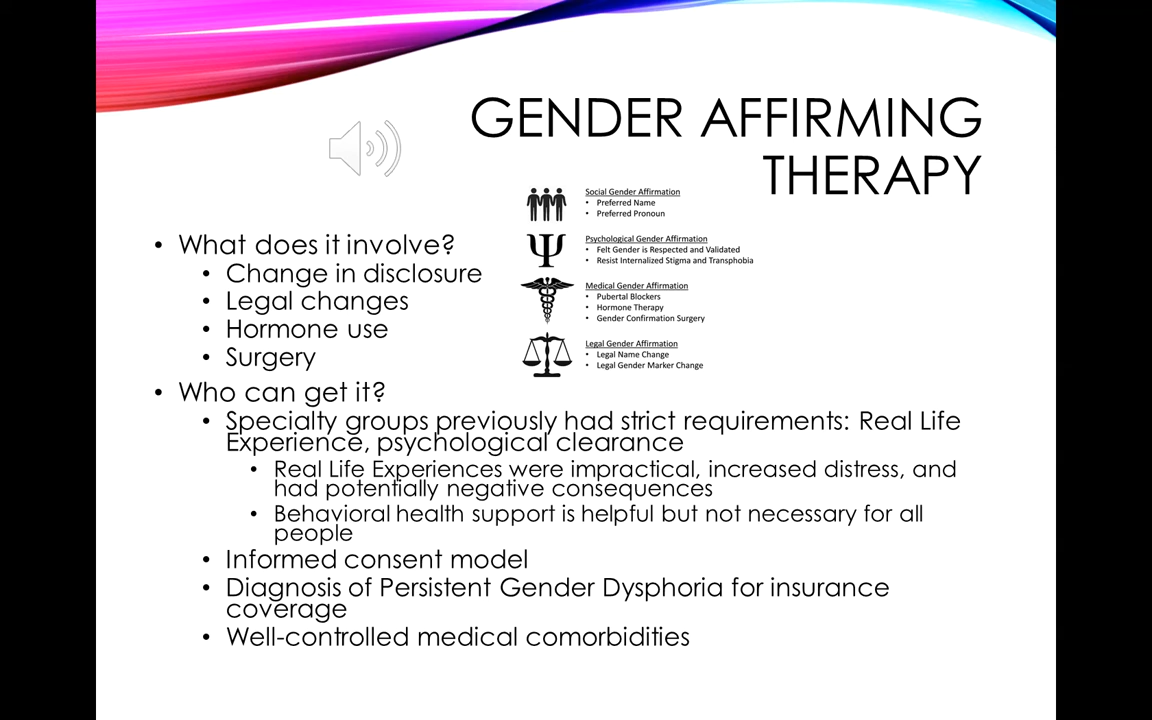 GENDER AFFIRMING
THERAPY
Social Gender Affirmation
• Preferred Name
• Preferred Pronoun
Psychological Gender Affirmation
• Felt Gender is Respected and Validated
• Resist Internalized Stigma and Transphobia
Medical Gender Affirmation
• Pubertal Blockers
• Hormone Therapy
• Gender Confirmation Surgery
Legal Gender Affirmation
• Legal Name Change
• Legal Gender Marker Change
• What does it involve?
• Change in disclosure
• Legal changes
• Hormone use
• Surgery
• Who can get it?
• Specialty groups previously had strict requirements: Real Life
Experience, psychological clearance
• Real Life Experiences were impractical, increased distress, and
had potentially negative consequences
• Behavioral health support is helpful but not necessary for all
people
• Informed consent model
• Diagnosis of Persistent Gender Dysphoria for insurance
coverage
• Well-controlled medical comorbidities